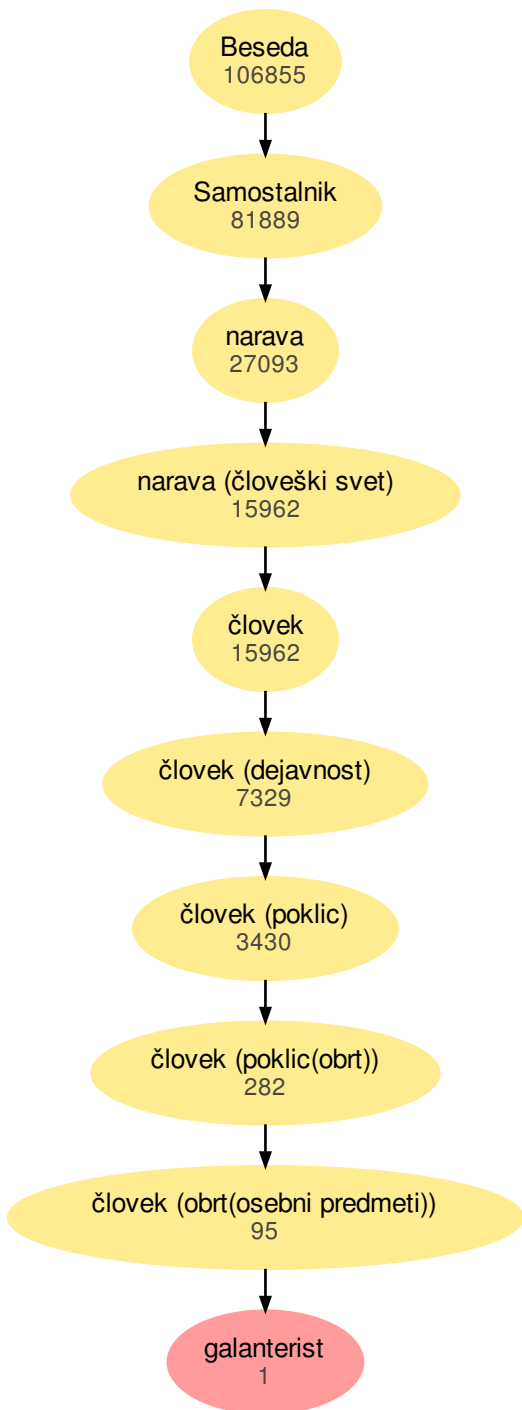 Beseda
106855
Samostalnik
81889
narava
27093
narava (človeški svet)
15962
človek
15962
človek (dejavnost)
7329
človek (poklic)
3430
človek (poklic(obrt))
282
človek (obrt(osebni predmeti))
95
galanterist
1